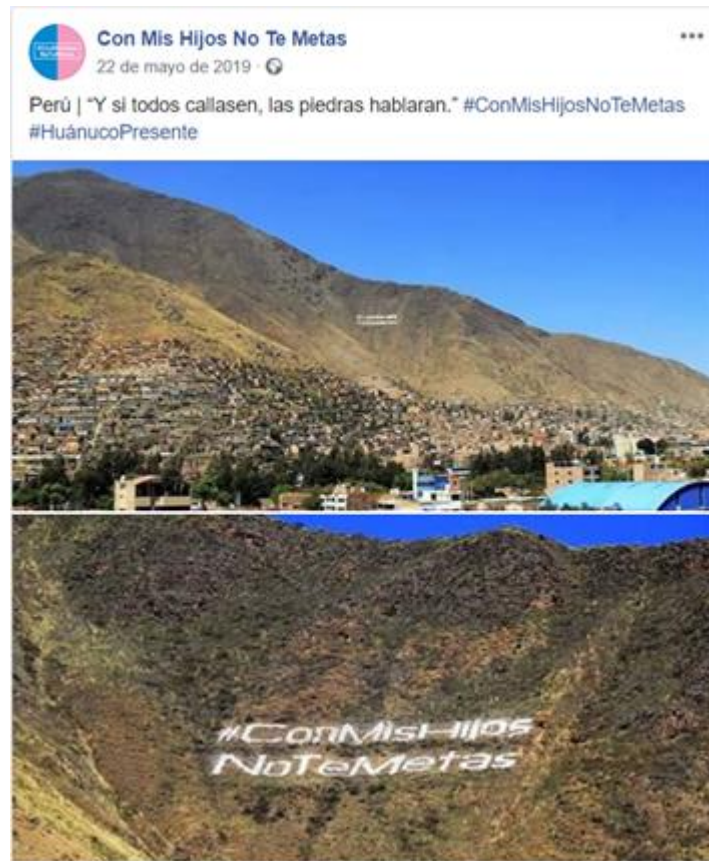 Con Mis Hijos No Te Metas
22 de mayo de 2019 ·
Perú | “Y si todos callasen, las piedras hablaran.” #ConMisHijosNoTeMetas
#HuánucoPresente
#ConMisHijos
NoTeMetas